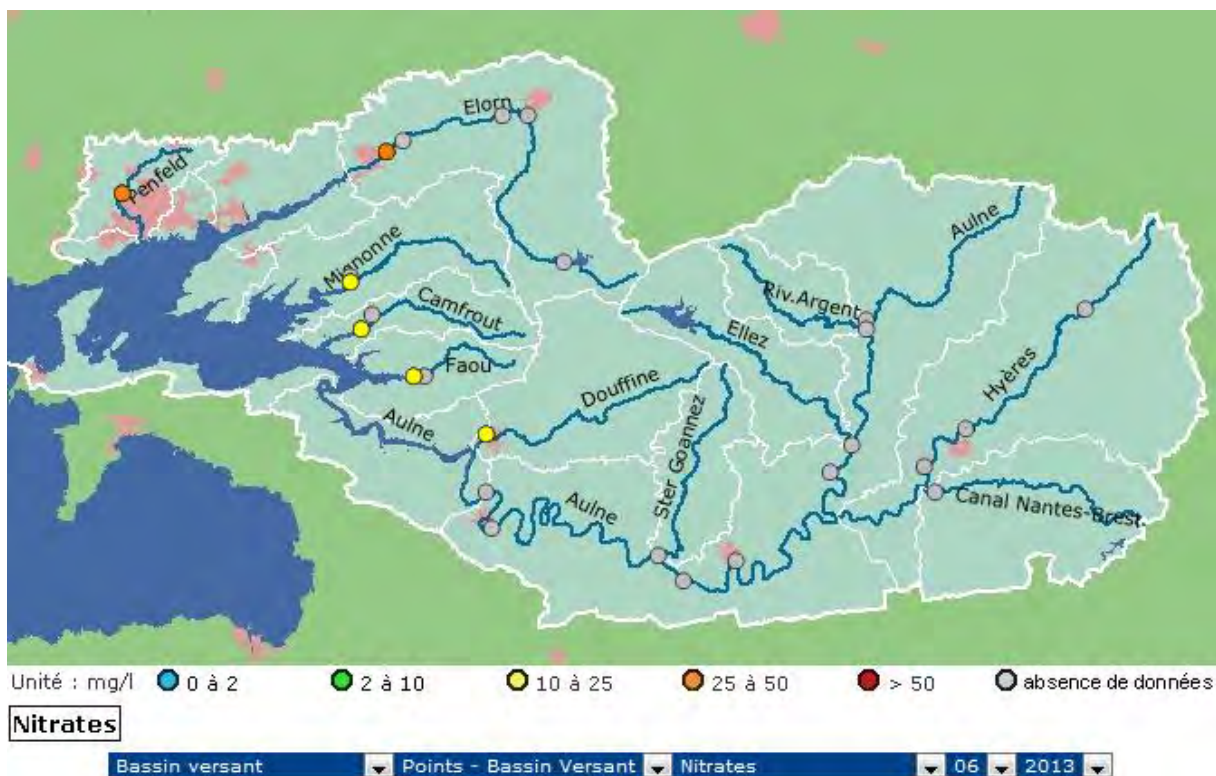 Elorn
Penfeld
Mignonne
Aulne
Riv.Argent
Camfrout
Ellez
Faou
Hyères
Douffine
Aulne
Ster Goannez
Aulne
Canal Nantes-Brest.
Unité : mg/l 0 à 2 2 à 10 10 à 25 25 à 50 > 50 absence de données
Nitrates
Bassin versant Points - Bassin Versant Nitrates 06 2013